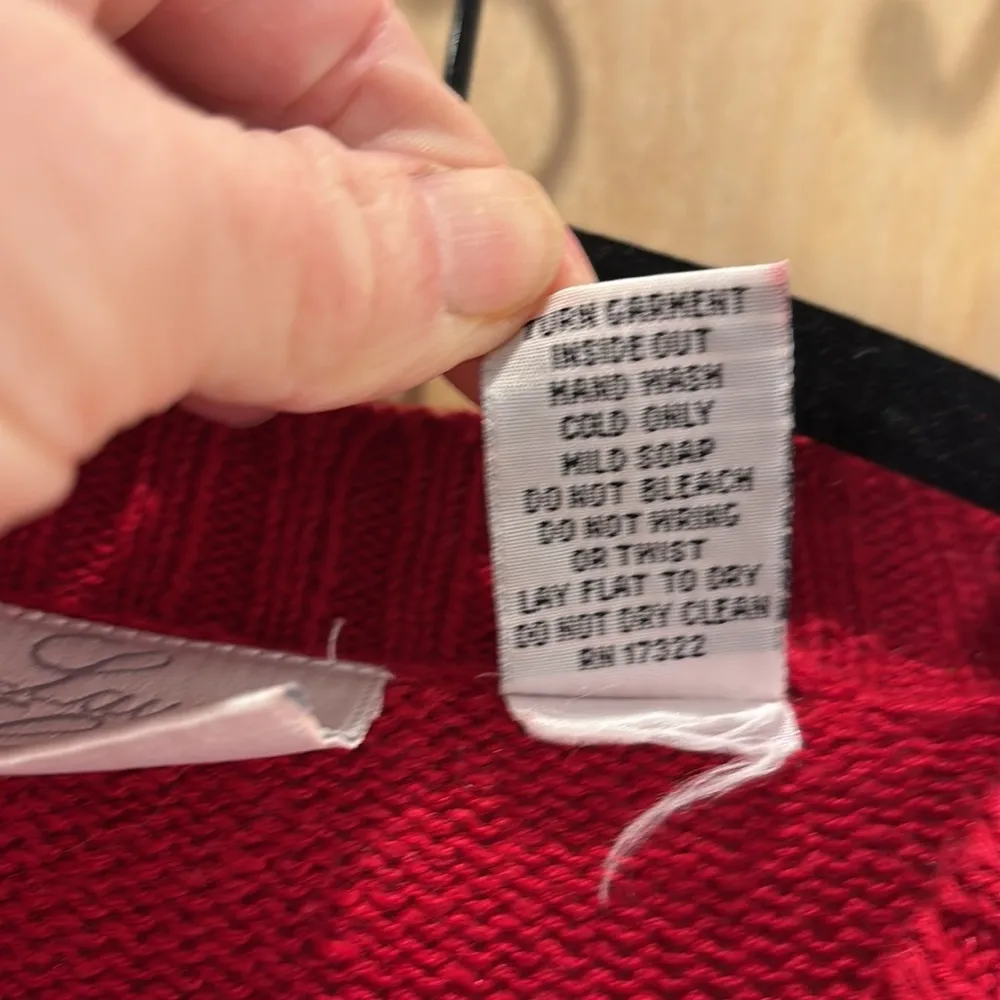 TURN GARMENT
INSIDE OUT
HAND WASH
COLD ONLY
MILD SOAP
DO NOT BLEACH
DO NOT WRING
OR TWIST
LAY FLAT TO DRY
DO NOT DRY CLEAN
RN 17322